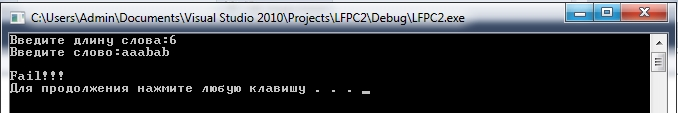 C:\Users\Admin\Documents\Visual Studio 2010\Projects\LFPC2\Debug\LFPC2.exe
Введите длину слова:6
Введите слово:aaabab
Fail!!!
Для продолжения нажмите любую клавишу . . . _